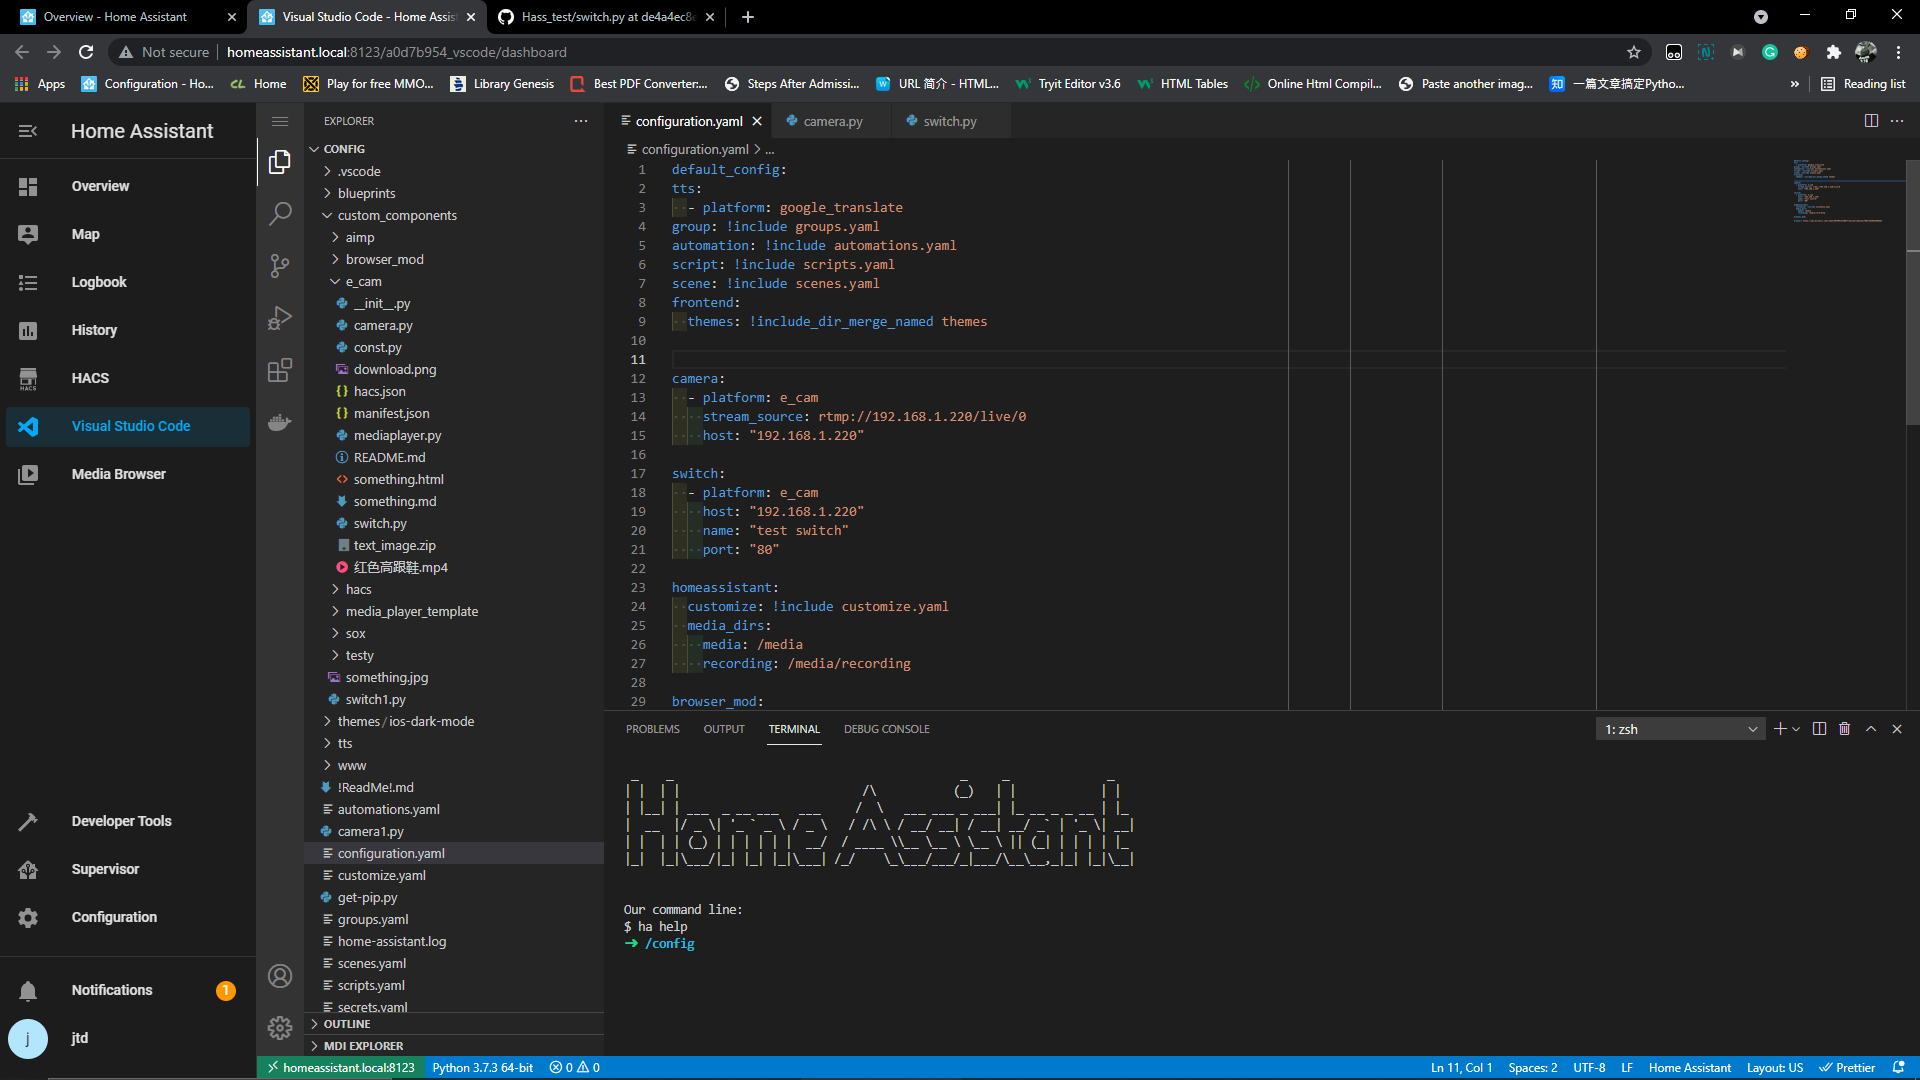 Overview - Home Assistant
Visual Studio Code - Home Assis
Hass_test/switch.py at de4a4ec8e
Not secure
homeassistant.local:8123/a0d7b954_vscode/dashboard
Apps
Configuration - Ho...
Home
Play for free MMO...
Library Genesis
Best PDF Converter:...
Steps After Admissi...
URL 简介 - HTML...
Tryit Editor v3.6
HTML Tables
Online Html Compil...
Paste another imag...
一篇文章搞定Pytho...
Reading list
Home Assistant
Overview
Map
Logbook
History
HACS
Visual Studio Code
Media Browser
Developer Tools
Supervisor
Configuration
Notifications
1
j
jtd
EXPLORER
CONFIG
.vscode
blueprints
custom_components
aimp
browser_mod
e_cam
__init__.py
camera.py
const.py
download.png
hacs.json
manifest.json
mediaplayer.py
README.md
something.html
something.md
switch.py
text_image.zip
红色高跟鞋.mp4
hacs
media_player_template
sox
testy
something.jpg
switch1.py
themes / ios-dark-mode
tts
www
!ReadMe!.md
automations.yaml
camera1.py
configuration.yaml
customize.yaml
get-pip.py
groups.yaml
home-assistant.log
scenes.yaml
scripts.yaml
secrets.yaml
OUTLINE
MDI EXPLORER
configuration.yaml
camera.py
switch.py
configuration.yaml > ...
1 default_config:
2 tts:
3 - platform: google_translate
4 group: !include groups.yaml
5 automation: !include automations.yaml
6 script: !include scripts.yaml
7 scene: !include scenes.yaml
8 frontend:
9 themes: !include_dir_merge_named themes
10
11
12 camera:
13 - platform: e_cam
14 stream_source: rtmp://192.168.1.220/live/0
15 host: "192.168.1.220"
16
17 switch:
18 - platform: e_cam
19 host: "192.168.1.220"
20 name: "test switch"
21 port: "80"
22
23 homeassistant:
24 customize: !include customize.yaml
25 media_dirs:
26 media: /media
27 recording: /media/recording
28
29 browser_mod:
PROBLEMS
OUTPUT
TERMINAL
DEBUG CONSOLE
1: zsh
Home Assistant
Our command line:
$ ha help
➜ /config
homeassistant.local:8123
Python 3.7.3 64-bit
0
0
Ln 11, Col 1
Spaces: 2
UTF-8
LF
Home Assistant
Layout: US
Prettier